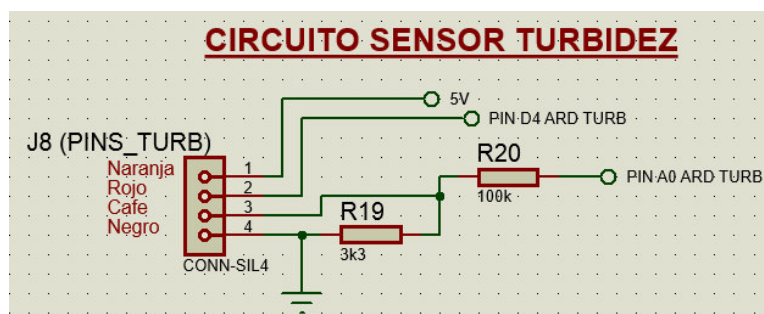 CIRCUITO SENSOR TURBIDEZ
5V
PIN D4 ARD TURB
J8 (PINS_TURB)
Naranja 1
Rojo 2
Cafe 3
Negro 4
CONN-SIL4
R20
100k
PIN A0 ARD TURB
R19
3k3